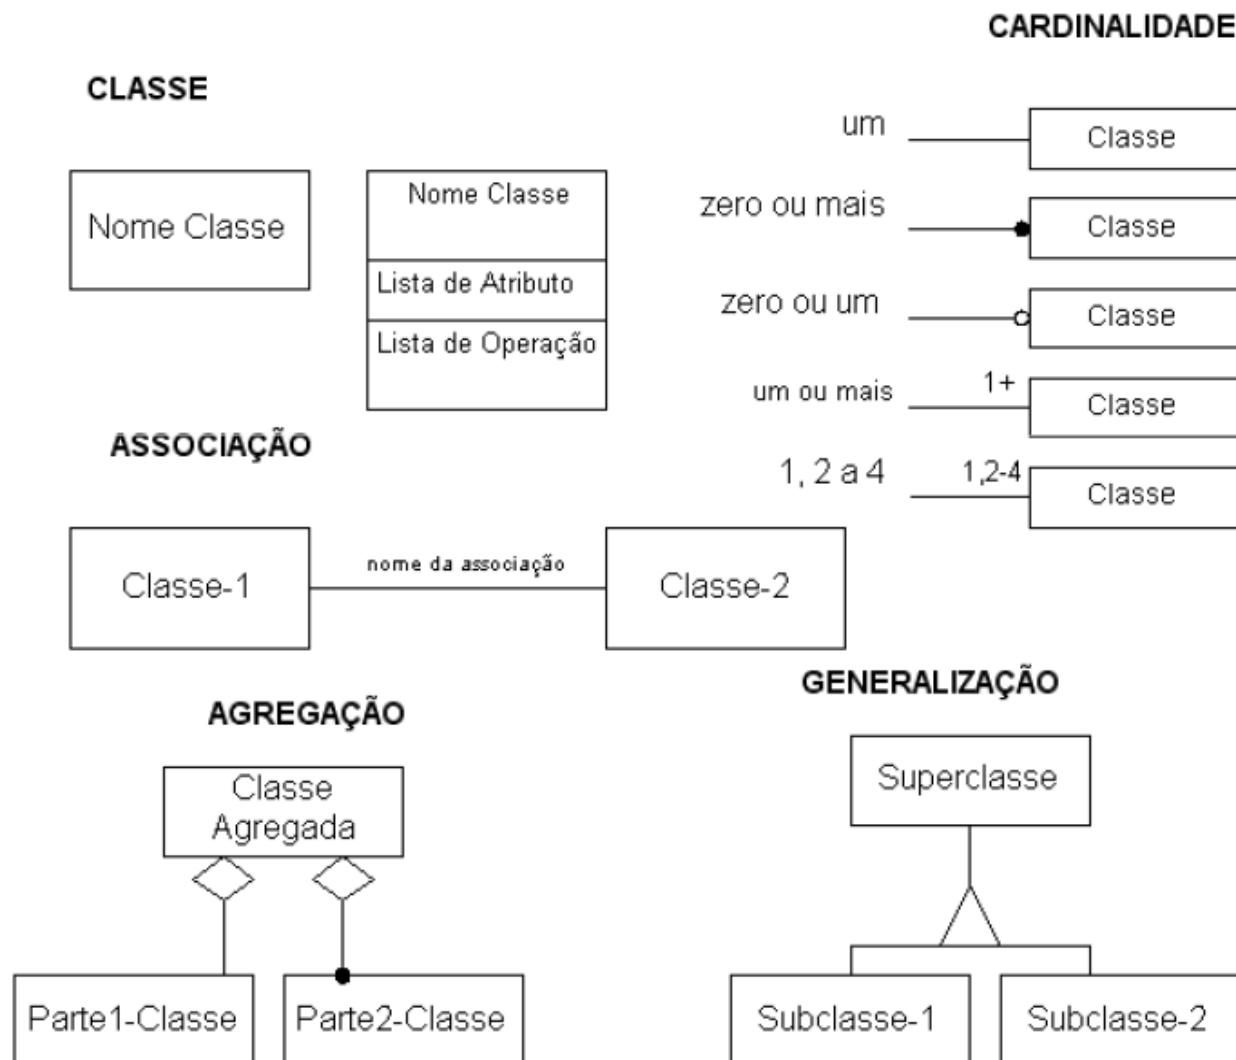 CARDINALIDADE
CLASSE
um
Classe
zero ou mais
Classe
zero ou um
Classe
um ou mais
1+
Classe
1, 2 a 4
1,2-4
Classe
Nome Classe
Nome Classe
Lista de Atributo
Lista de Operação
ASSOCIAÇÃO
Classe-1
nome da associação
Classe-2
AGREGAÇÃO
Classe
Agregada
Parte1-Classe
Parte2-Classe
GENERALIZAÇÃO
Superclasse
Subclasse-1
Subclasse-2